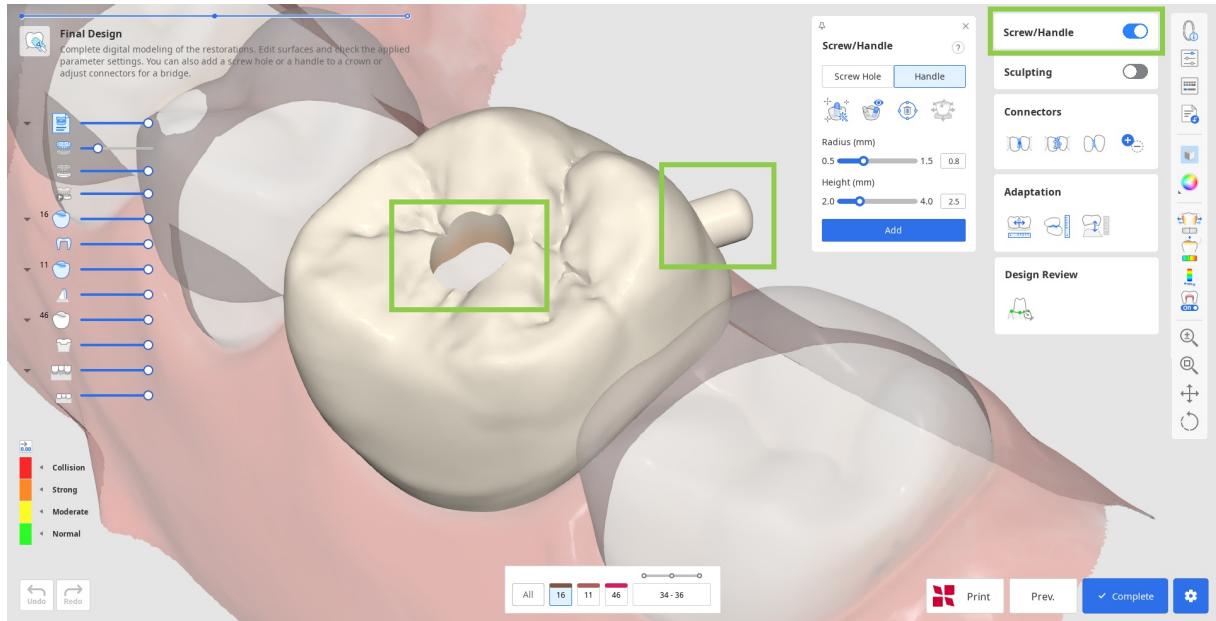 Final Design
Complete digital modeling of the restorations. Edit surfaces and check the applied
parameter settings. You can also add a screw hole or a handle to a crown or
adjust connectors for a bridge.
16
11
46
0.00
Collision
Strong
Moderate
Normal
Undo
Redo
Screw/Handle
?
Screw Hole
Handle
Radius (mm)
0.5
1.5
0.8
Height (mm)
2.0
4.0
2.5
Add
Screw/Handle
Sculpting
Connectors
Adaptation
Design Review
ON
All
16
11
46
34 - 36
Print
Prev.
Complete